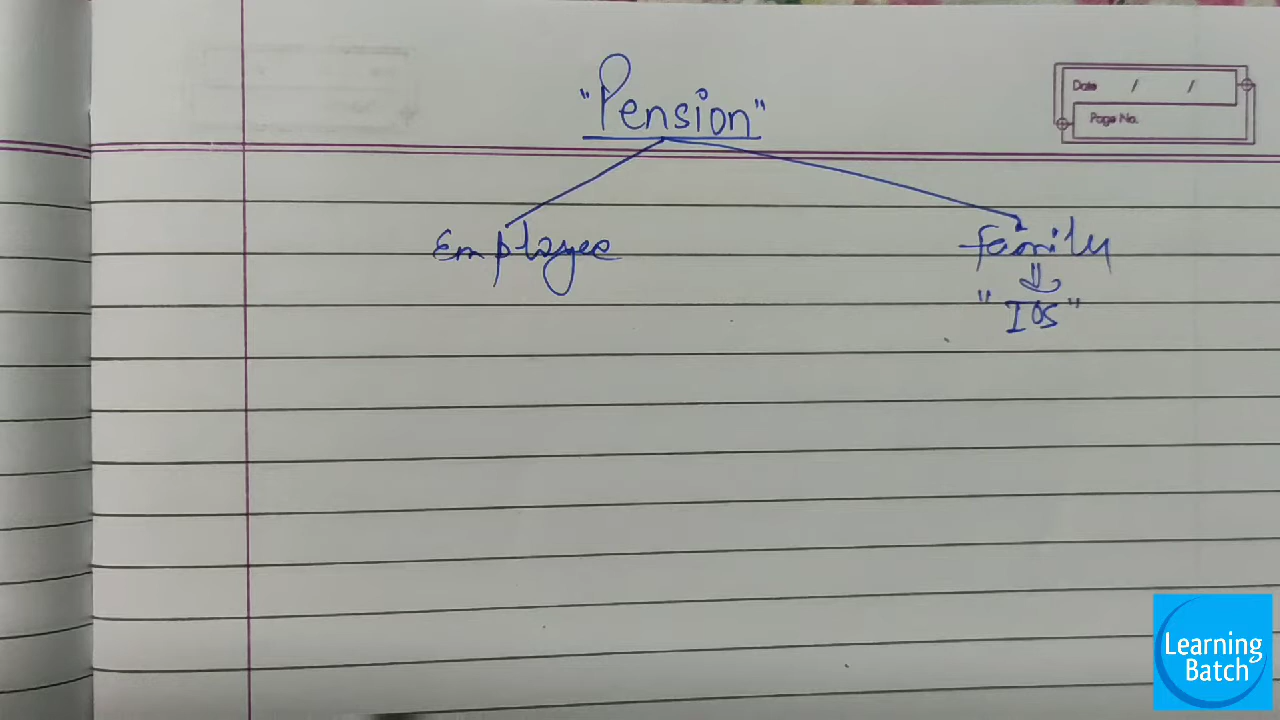 "Pension"
Date / /
Page No.
Employee
family
"IOS"
Learning
Batch